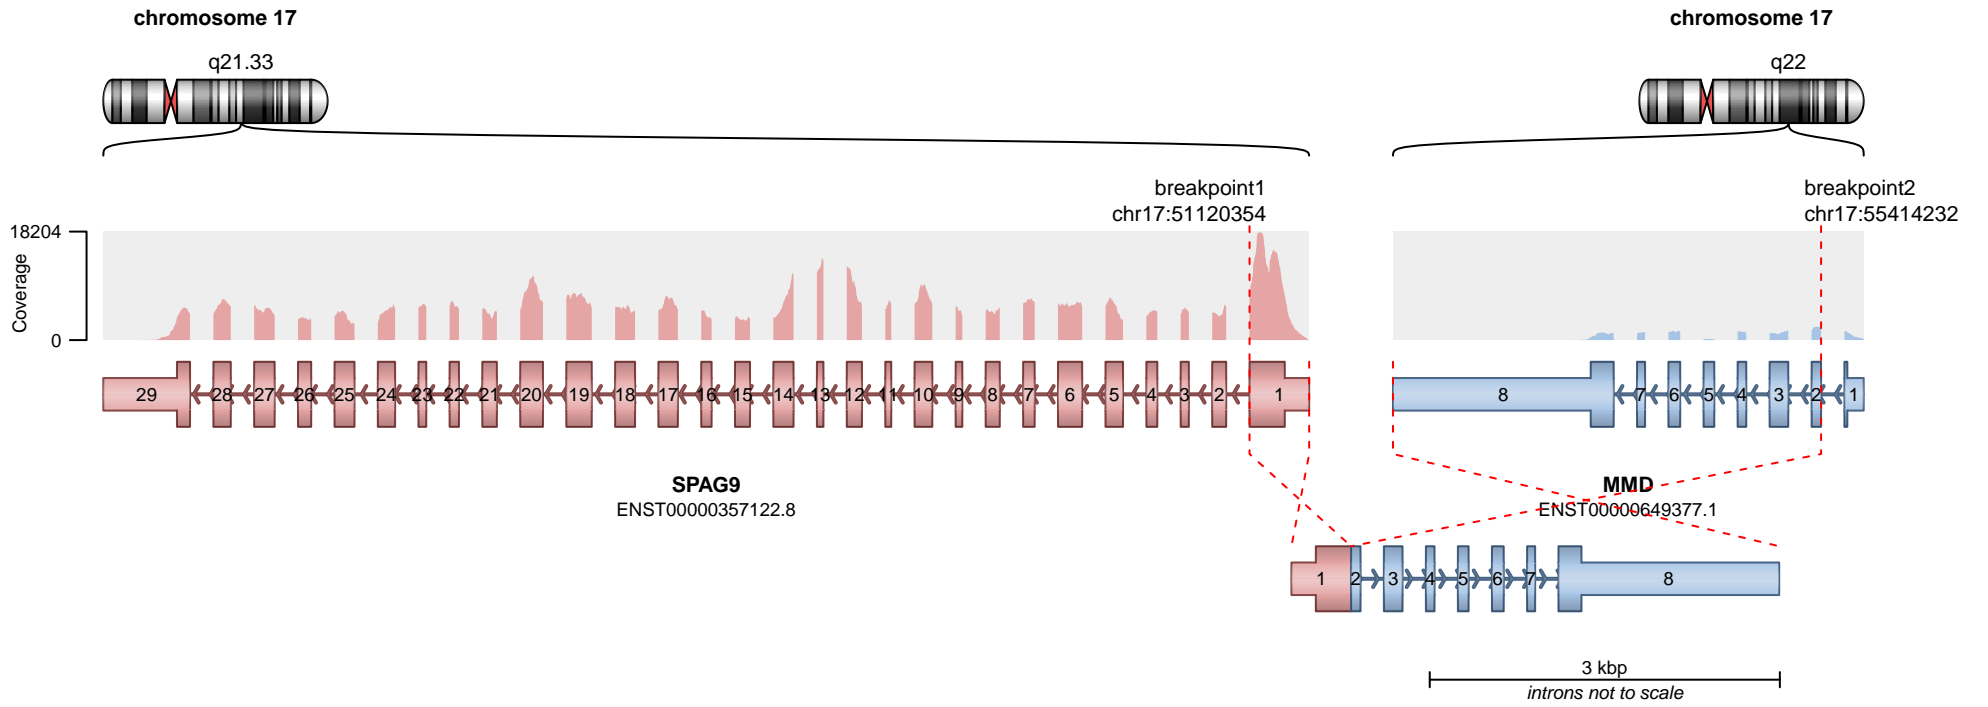 chromosome 17
chromosome 17
q21.33
q22
breakpoint1
chr17:51120354
breakpoint2
chr17:55414232
18204
Coverage
0
29 28 27 26 25 24 23 22 21 20 19 18 17 16 15 14 13 12 11 10 9 8 7 6 5 4 3 2 1
8 7 6 5 4 3 2 1
SPAG9
ENST00000357122.8
MMD
ENST00000649377.1
1 2 3 4 5 6 7 8
3 kbp
introns not to scale